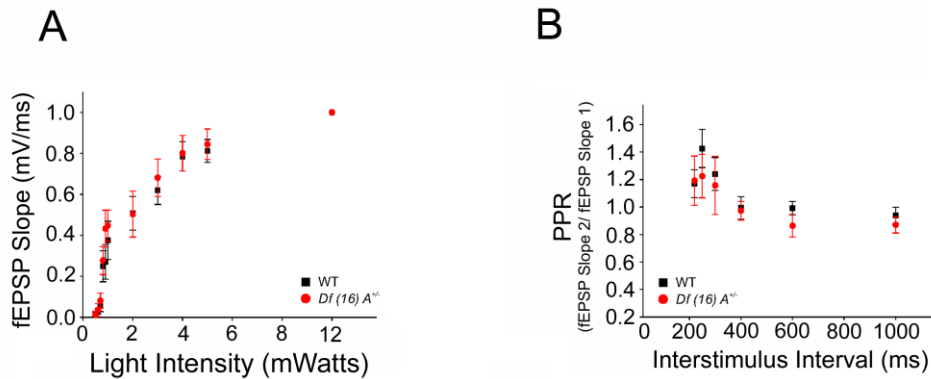 A
fEPSP Slope (mV/ms)
1.0
0.8
0.6
0.4
0.2
0.0
0
2
4
6
8
12
Light Intensity (mWatts)
WT
Df (16) A+/-
B
PPR
(fEPSP Slope 2/ fEPSP Slope 1)
1.6
1.4
1.2
1.0
0.8
0.6
0.4
0.2
0
200
400
600
800
1000
Interstimulus Interval (ms)
WT
Df (16) A+/-